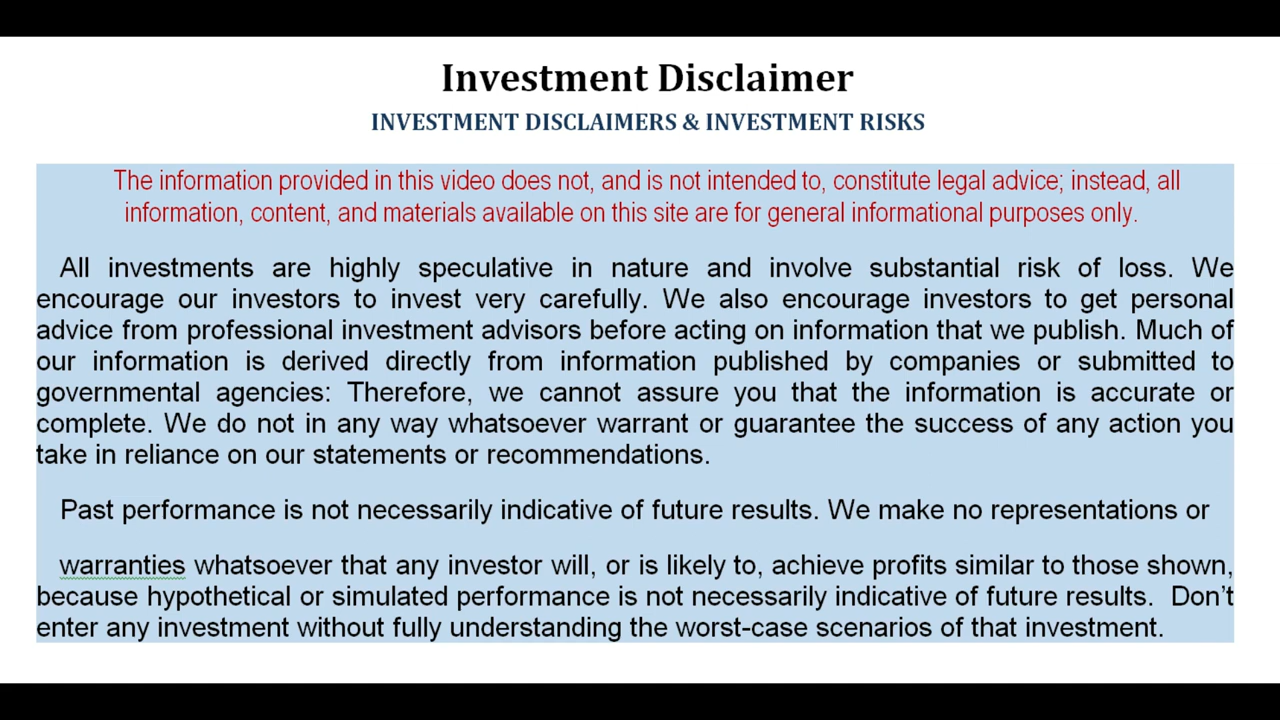 Investment Disclaimer
INVESTMENT DISCLAIMERS & INVESTMENT RISKS
The information provided in this video does not, and is not intended to, constitute legal advice; instead, all
information, content, and materials available on this site are for general informational purposes only.
All investments are highly speculative in nature and involve substantial risk of loss. We
encourage our investors to invest very carefully. We also encourage investors to get personal
advice from professional investment advisors before acting on information that we publish. Much of
our information is derived directly from information published by companies or submitted to
governmental agencies: Therefore, we cannot assure you that the information is accurate or
complete. We do not in any way whatsoever warrant or guarantee the success of any action you
take in reliance on our statements or recommendations.
Past performance is not necessarily indicative of future results. We make no representations or
warranties whatsoever that any investor will, or is likely to, achieve profits similar to those shown,
because hypothetical or simulated performance is not necessarily indicative of future results. Don’t
enter any investment without fully understanding the worst-case scenarios of that investment.